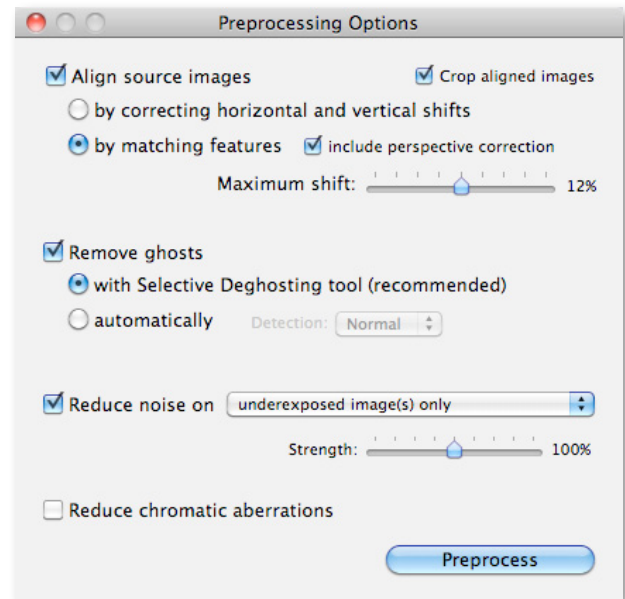 Preprocessing Options
Align source images Crop aligned images
by correcting horizontal and vertical shifts
by matching features include perspective correction
Maximum shift: 12%
Remove ghosts
with Selective Deghosting tool (recommended)
automatically Detection: Normal
Reduce noise on underexposed image(s) only
Strength: 100%
Reduce chromatic aberrations
Preprocess